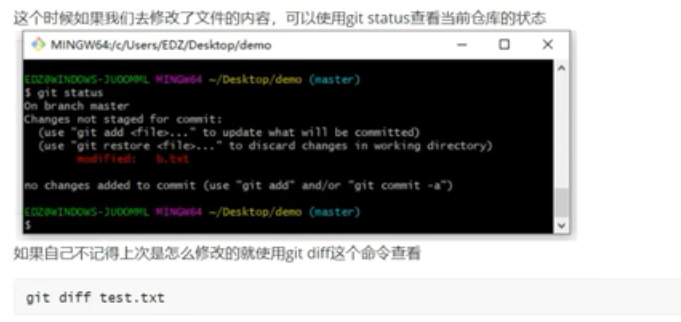 这个时候如果我们去修改了文件的内容，可以使用git status查看当前仓库的状态
MINGW64:/c/Users/EDZ/Desktop/demo
EDZ@WINDOWS-JUOOMML MINGW64 ~/Desktop/demo (master)
$ git status
On branch master
Changes not staged for commit:
  (use "git add <file>..." to update what will be committed)
  (use "git restore <file>..." to discard changes in working directory)
        modified:   b.txt
no changes added to commit (use "git add" and/or "git commit -a")
EDZ@WINDOWS-JUOOMML MINGW64 ~/Desktop/demo (master)
$
如果自己不记得上次是怎么修改的就使用git diff这个命令查看
git diff test.txt